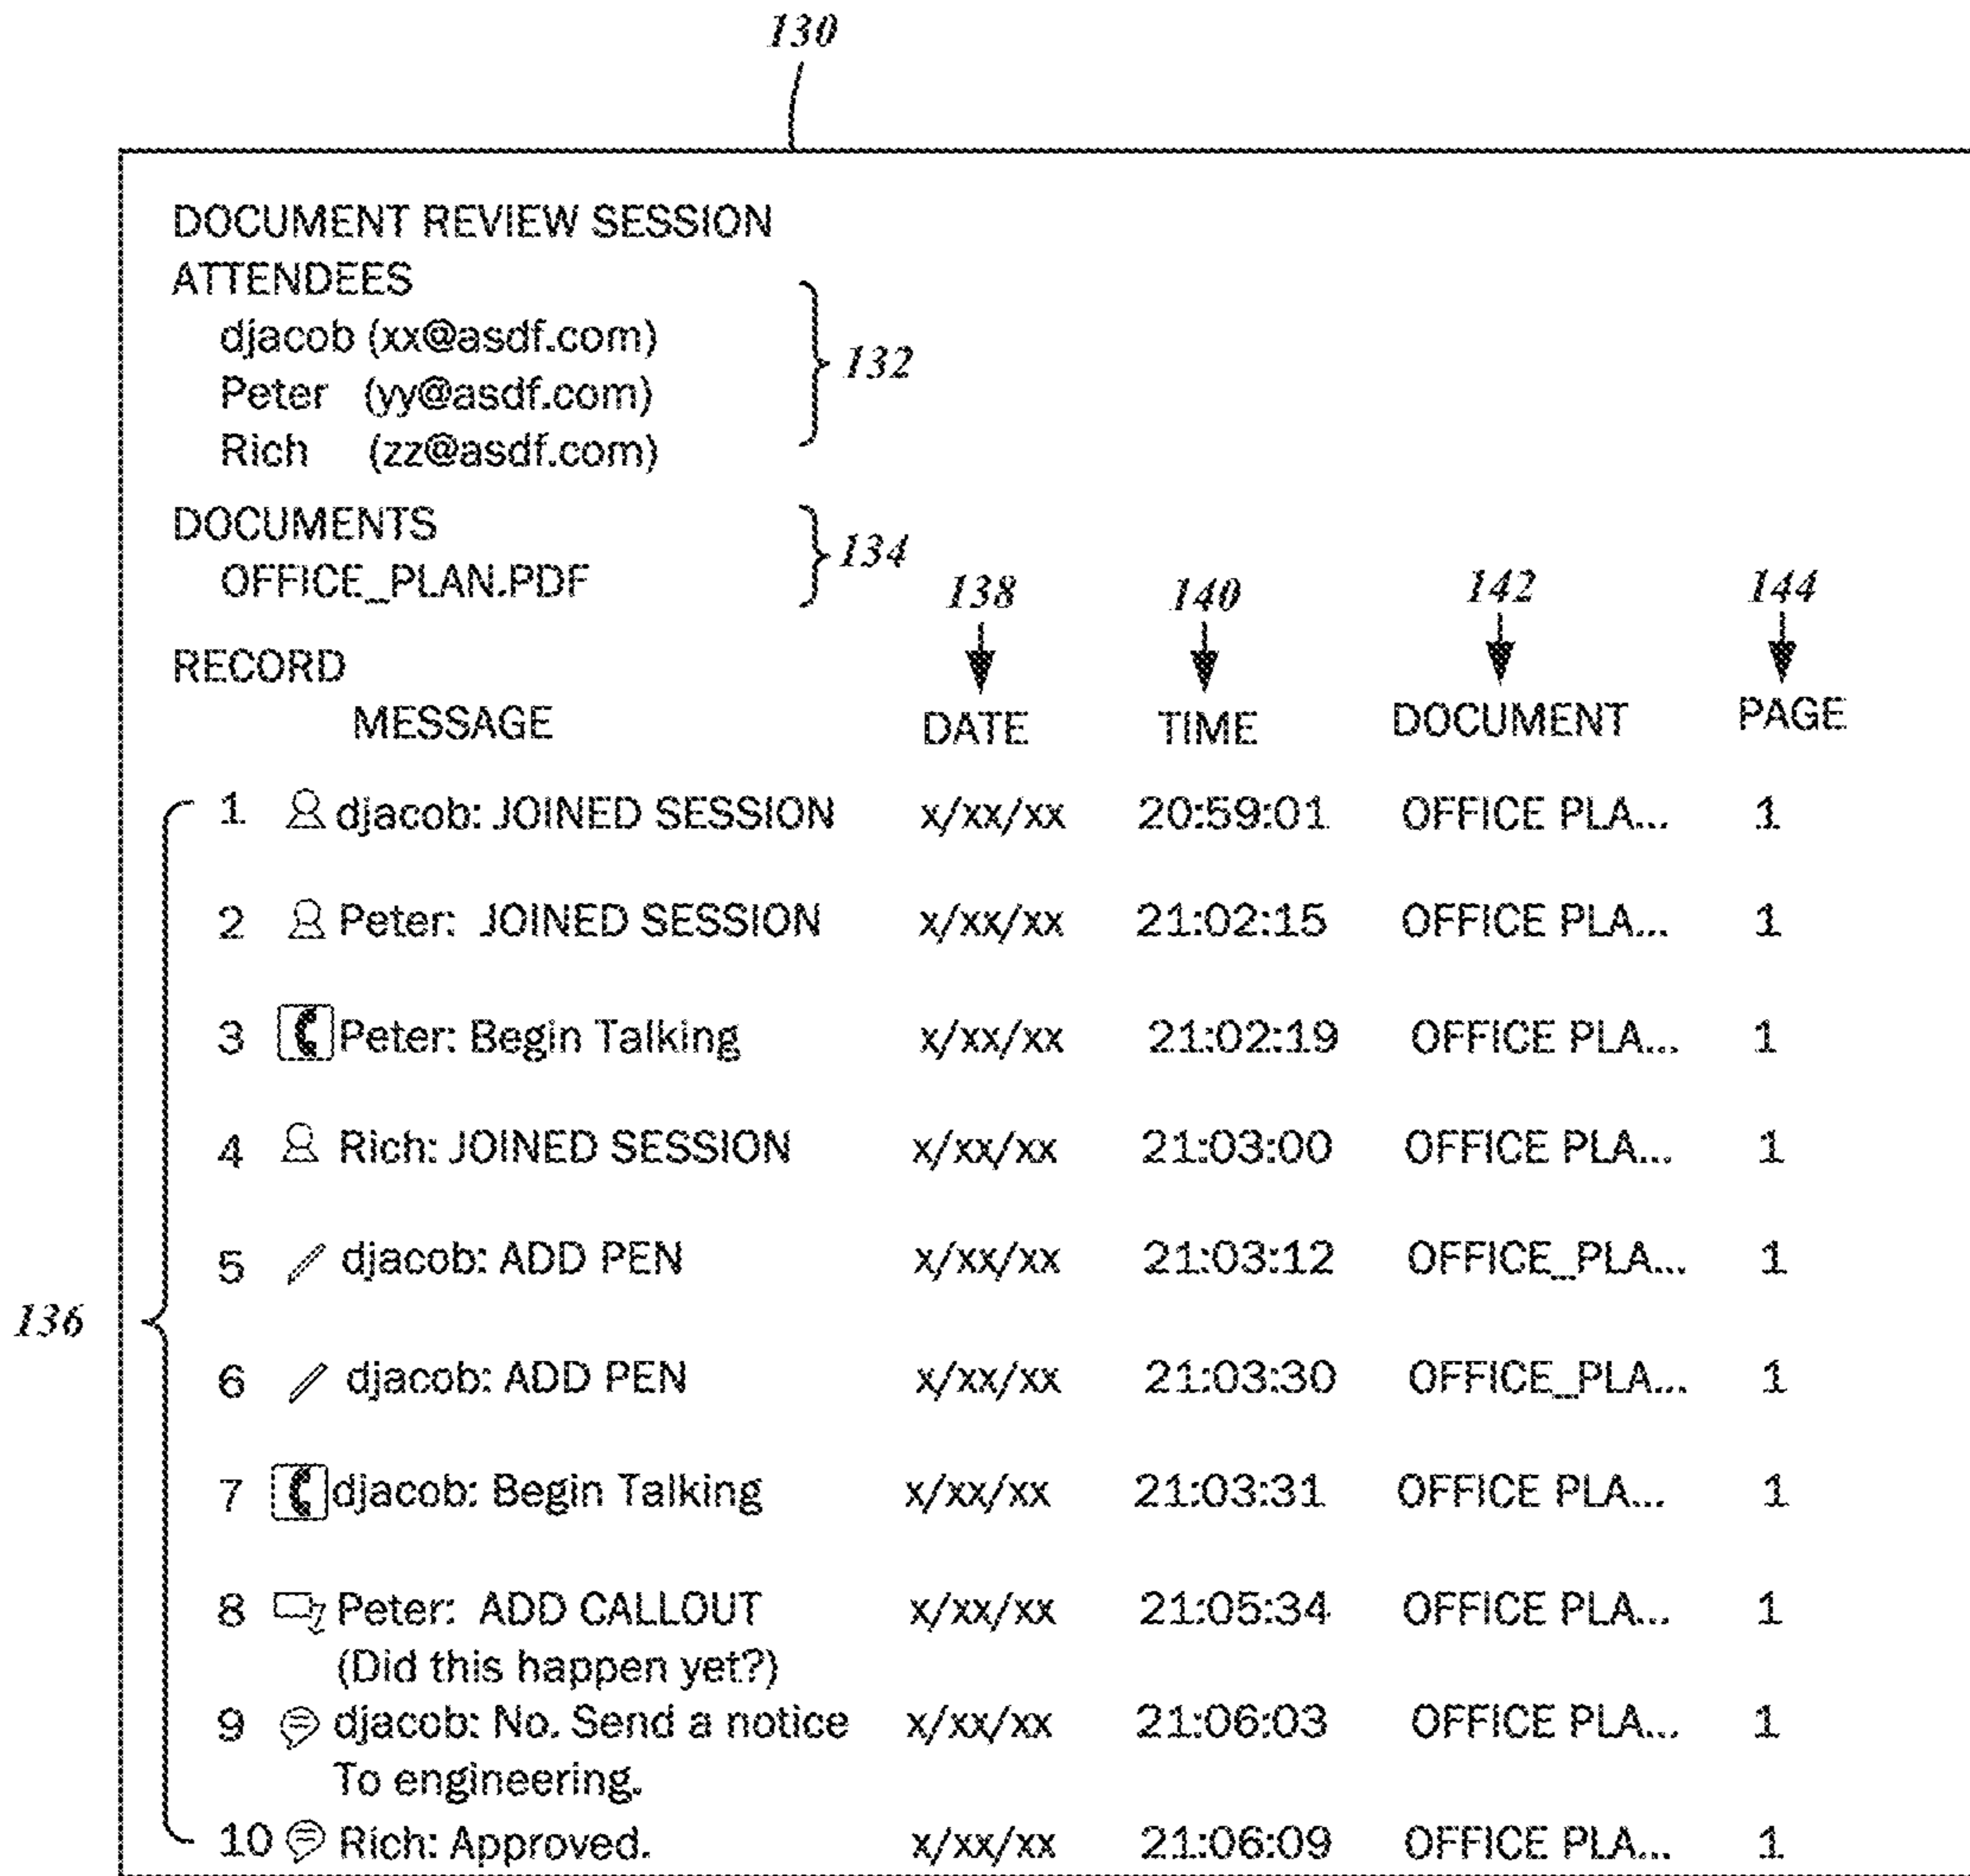 130
DOCUMENT REVIEW SESSION
ATTENDEES
djacob (xx@asdf.com)
Peter (yy@asdf.com)
132
Rich (zz@asdf.com)
DOCUMENTS
134
OFFICE_PLAN.PDF
138 140 142 144
RECORD
MESSAGE DATE TIME DOCUMENT PAGE
1 djacob: JOINED SESSION x/xx/xx 20:59:01 OFFICE PLA... 1
2 Peter: JOINED SESSION x/xx/xx 21:02:15 OFFICE PLA... 1
3 Peter: Begin Talking x/xx/xx 21:02:19 OFFICE PLA... 1
4 Rich: JOINED SESSION x/xx/xx 21:03:00 OFFICE PLA... 1
5 djacob: ADD PEN x/xx/xx 21:03:12 OFFICE_PLA... 1
136
6 djacob: ADD PEN x/xx/xx 21:03:30 OFFICE_PLA... 1
7 djacob: Begin Talking x/xx/xx 21:03:31 OFFICE PLA... 1
8 Peter: ADD CALLOUT x/xx/xx 21:05:34 OFFICE PLA... 1
(Did this happen yet?)
9 djacob: No. Send a notice x/xx/xx 21:06:03 OFFICE PLA... 1
To engineering.
10 Rich: Approved. x/xx/xx 21:06:09 OFFICE PLA... 1